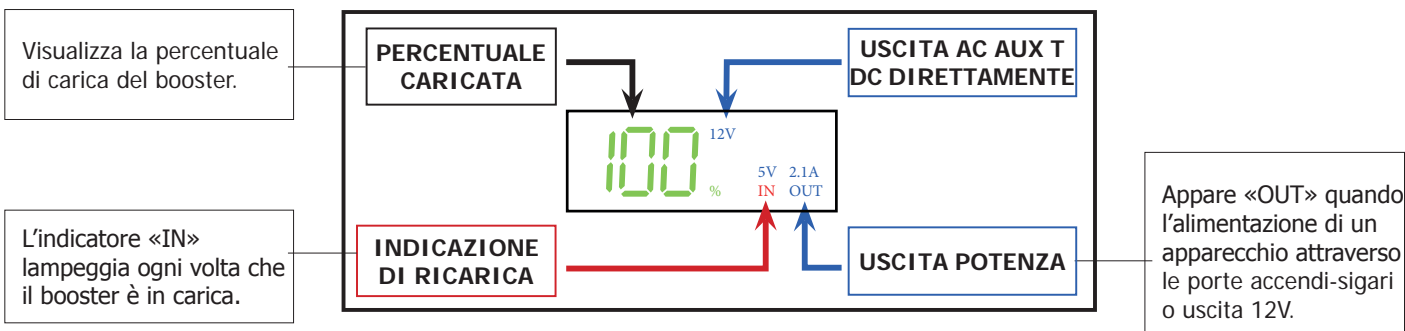 Visualizza la percentuale
di carica del booster.
PERCENTUALE
CARICATA
USCITA AC AUX T
DC DIRETTAMENTE
100
12V
%
5V 2.1A
IN OUT
L'indicatore «IN»
lampeggia ogni volta che
il booster è in carica.
INDICAZIONE
DI RICARICA
USCITA POTENZA
Appare «OUT» quando
l'alimentazione di un
apparecchio attraverso
le porte accendi-sigari
o uscita 12V.